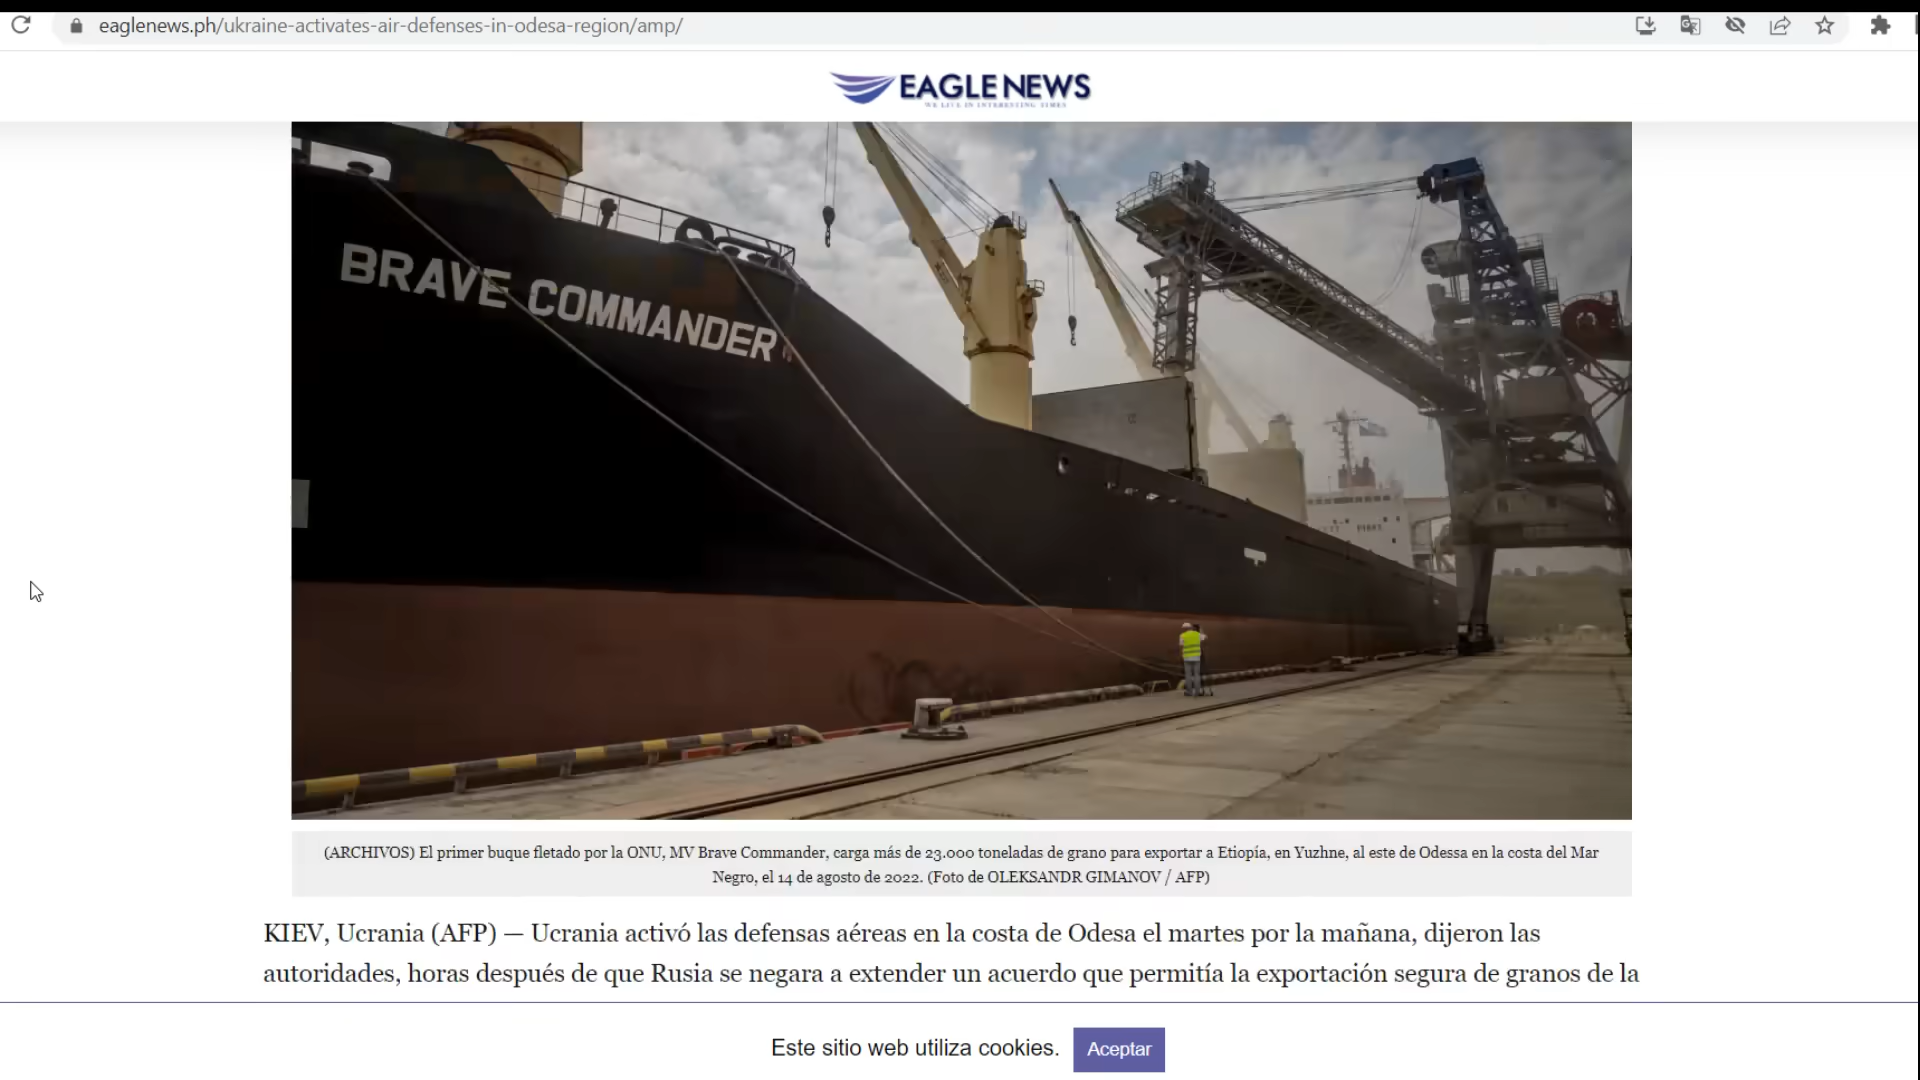 eaglenews.ph/ukraine-activates-air-defenses-in-odesa-region/amp/
EAGLE NEWS
WE LIVE IN INTERESTING TIMES
BRAVE COMMANDER
(ARCHIVOS) El primer buque fletado por la ONU, MV Brave Commander, carga más de 23.000 toneladas de grano para exportar a Etiopía, en Yuzhne, al este de Odessa en la costa del Mar
Negro, el 14 de agosto de 2022. (Foto de OLEKSANDR GIMANOV / AFP)
KIEV, Ucrania (AFP) — Ucrania activó las defensas aéreas en la costa de Odesa el martes por la mañana, dijeron las
autoridades, horas después de que Rusia se negara a extender un acuerdo que permitía la exportación segura de granos de la
Este sitio web utiliza cookies.
Aceptar